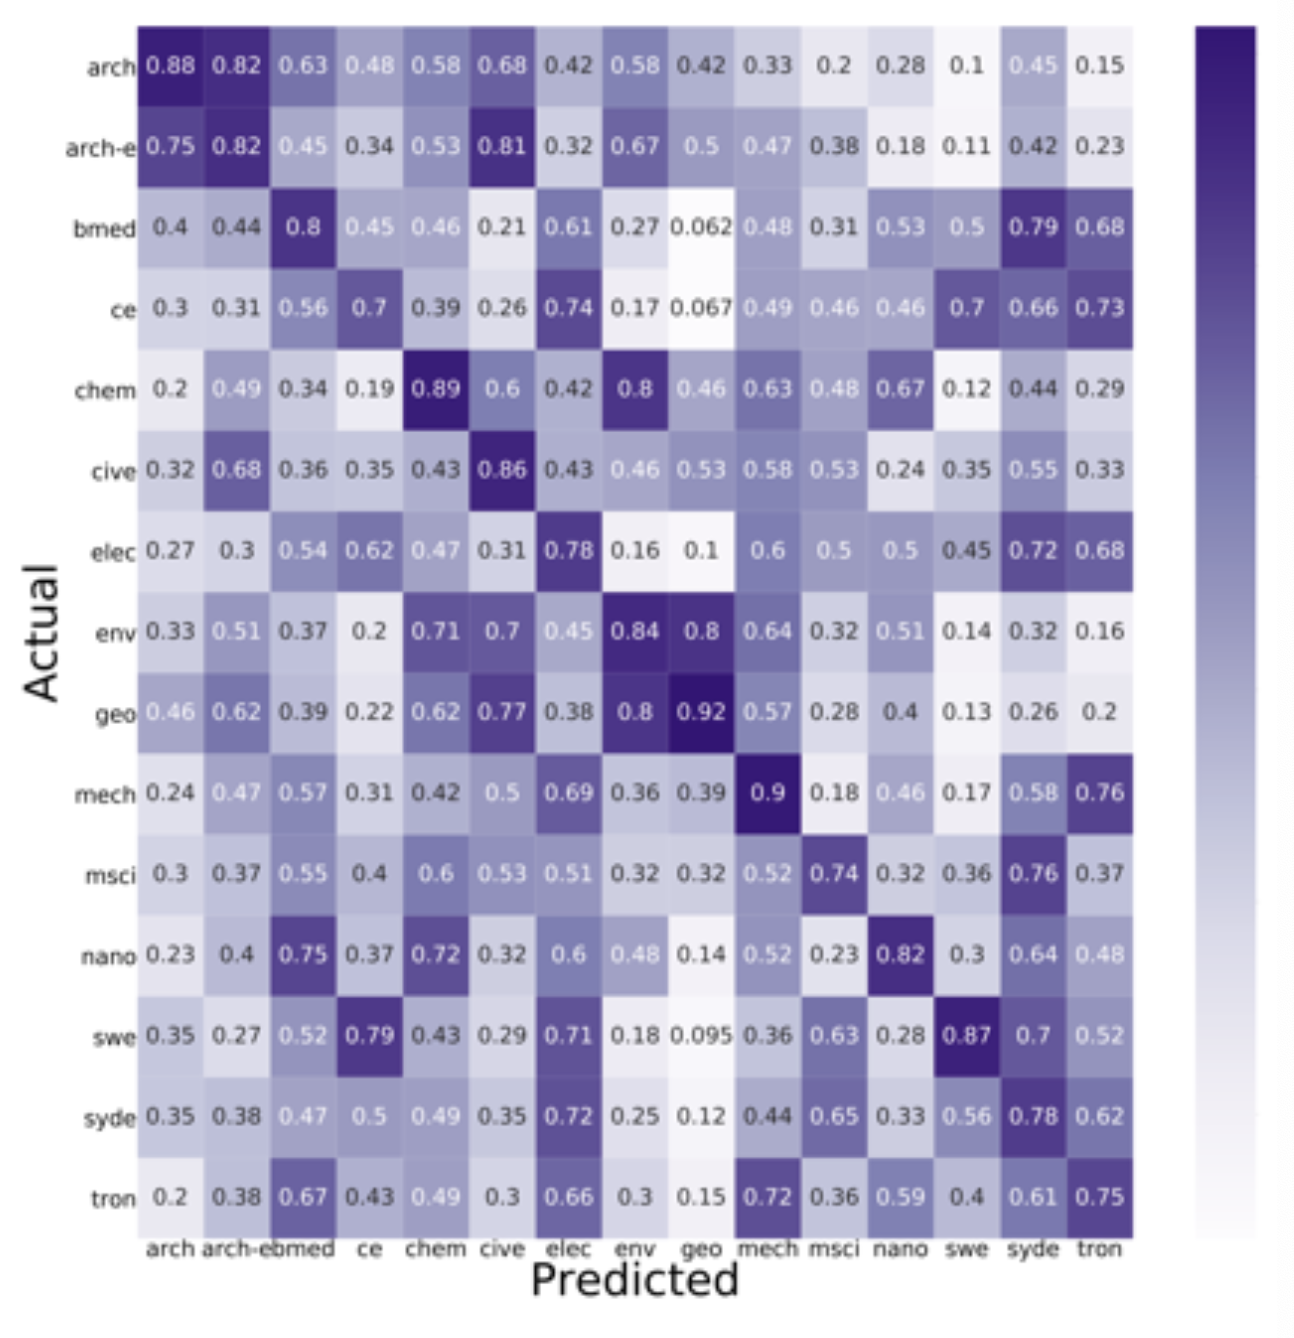 arch 0.88 0.82 0.63 0.48 0.58 0.68 0.42 0.58 0.42 0.33 0.2 0.28 0.1 0.45 0.15
arch-e 0.75 0.82 0.45 0.34 0.53 0.81 0.32 0.67 0.5 0.47 0.38 0.18 0.11 0.42 0.23
bmed 0.4 0.44 0.8 0.45 0.46 0.21 0.61 0.27 0.062 0.48 0.31 0.53 0.5 0.79 0.68
ce 0.3 0.31 0.56 0.7 0.39 0.26 0.74 0.17 0.067 0.49 0.46 0.46 0.7 0.66 0.73
chem 0.2 0.49 0.34 0.19 0.89 0.6 0.42 0.8 0.46 0.63 0.48 0.67 0.12 0.44 0.29
cive 0.32 0.68 0.36 0.35 0.43 0.86 0.43 0.46 0.53 0.58 0.53 0.24 0.35 0.55 0.33
elec 0.27 0.3 0.54 0.62 0.47 0.31 0.78 0.16 0.1 0.6 0.5 0.5 0.45 0.72 0.68
env 0.33 0.51 0.37 0.2 0.71 0.7 0.45 0.84 0.8 0.64 0.32 0.51 0.14 0.32 0.16
geo 0.46 0.62 0.39 0.22 0.62 0.77 0.38 0.8 0.92 0.57 0.28 0.4 0.13 0.26 0.2
mech 0.24 0.47 0.57 0.31 0.42 0.5 0.69 0.36 0.39 0.9 0.18 0.46 0.17 0.58 0.76
msci 0.3 0.37 0.55 0.4 0.6 0.53 0.51 0.32 0.32 0.52 0.74 0.32 0.36 0.76 0.37
nano 0.23 0.4 0.75 0.37 0.72 0.32 0.6 0.48 0.14 0.52 0.23 0.82 0.3 0.64 0.48
swe 0.35 0.27 0.52 0.79 0.43 0.29 0.71 0.18 0.095 0.36 0.63 0.28 0.87 0.7 0.52
syde 0.35 0.38 0.47 0.5 0.49 0.35 0.72 0.25 0.12 0.44 0.65 0.33 0.56 0.78 0.62
tron 0.2 0.38 0.67 0.43 0.49 0.3 0.66 0.3 0.15 0.72 0.36 0.59 0.4 0.61 0.75
arch arch-e bmed ce chem cive elec env geo mech msci nano swe syde tron
Predicted
Actual